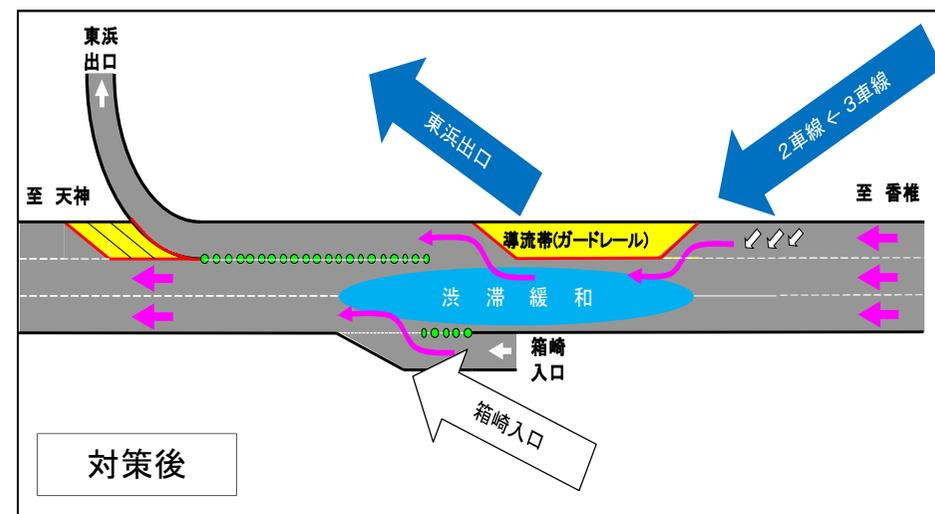 東浜
出口
東浜出口
2車線 ← 3車線
至 天神
至 香椎
導流帯(ガードレール)
渋 滞 緩 和
箱崎
入口
箱崎入口
対策後